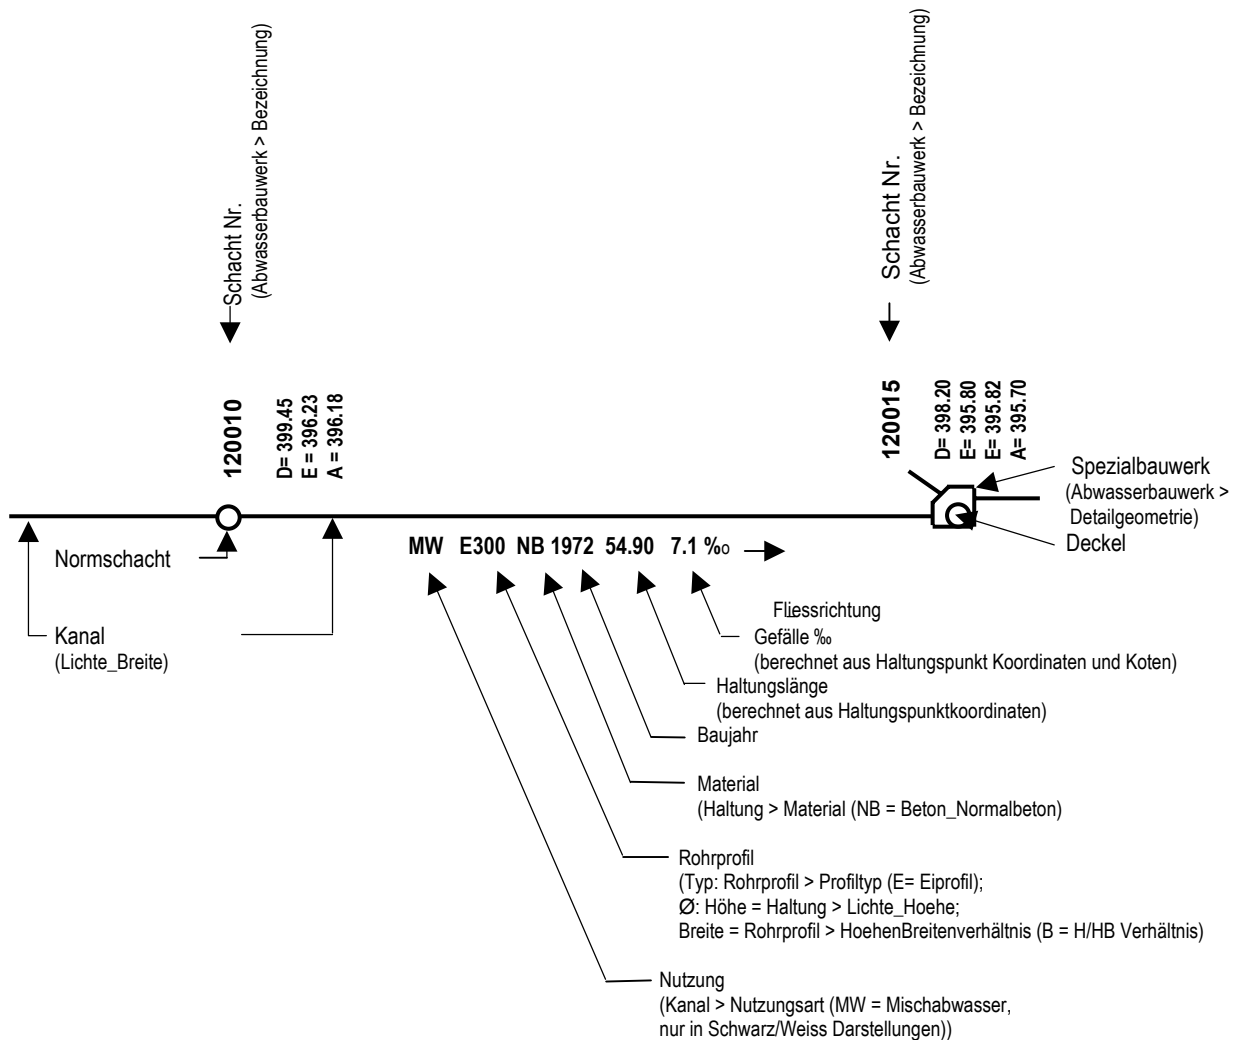 Schacht Nr.
(Abwasserbauwerk > Bezeichnung)
Schacht Nr.
(Abwasserbauwerk > Bezeichnung)
120010
D= 399.45
E = 396.23
A = 396.18
120015
D= 398.20
E= 395.80
E= 395.82
A= 395.70
Spezialbauwerk
(Abwasserbauwerk >
Detailgeometrie)
Deckel
Normschacht
MW E300 NB 1972 54.90 7.1 ‰
Kanal
(Lichte_Breite)
Fliessrichtung
Gefälle ‰
(berechnet aus Haltungspunkt Koordinaten und Koten)
Haltungslänge
(berechnet aus Haltungspunktkoordinaten)
Baujahr
Material
(Haltung > Material (NB = Beton_Normalbeton)
Rohrprofil
(Typ: Rohrprofil > Profiltyp (E= Eiprofil);
Ø: Höhe = Haltung > Lichte_Hoehe;
Breite = Rohrprofil > HoehenBreitenverhältnis (B = H/HB Verhältnis)
Nutzung
(Kanal > Nutzungsart (MW = Mischabwasser,
nur in Schwarz/Weiss Darstellungen))